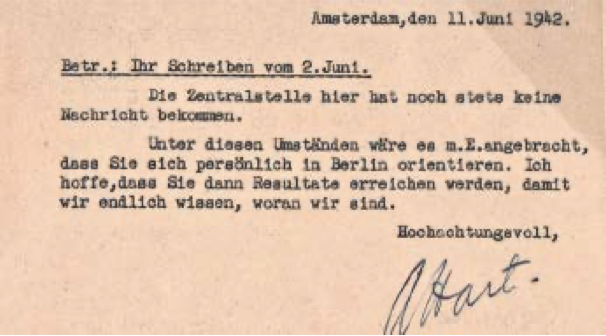 Amsterdam,den 11.Juni 1942.
Betr.: Ihr Schreiben vom 2.Juni.
Die Zentralstelle hier hat noch stets keine
Nachricht bekommen.
Unter diesen Umständen wäre es m.E.angebracht,
dass Sie sich persönlich in Berlin orientieren. Ich
hoffe,dass Sie dann Resultate erreichen werden, damit
wir endlich wissen, woran wir sind.
Hochachtungsvoll,
AHart.